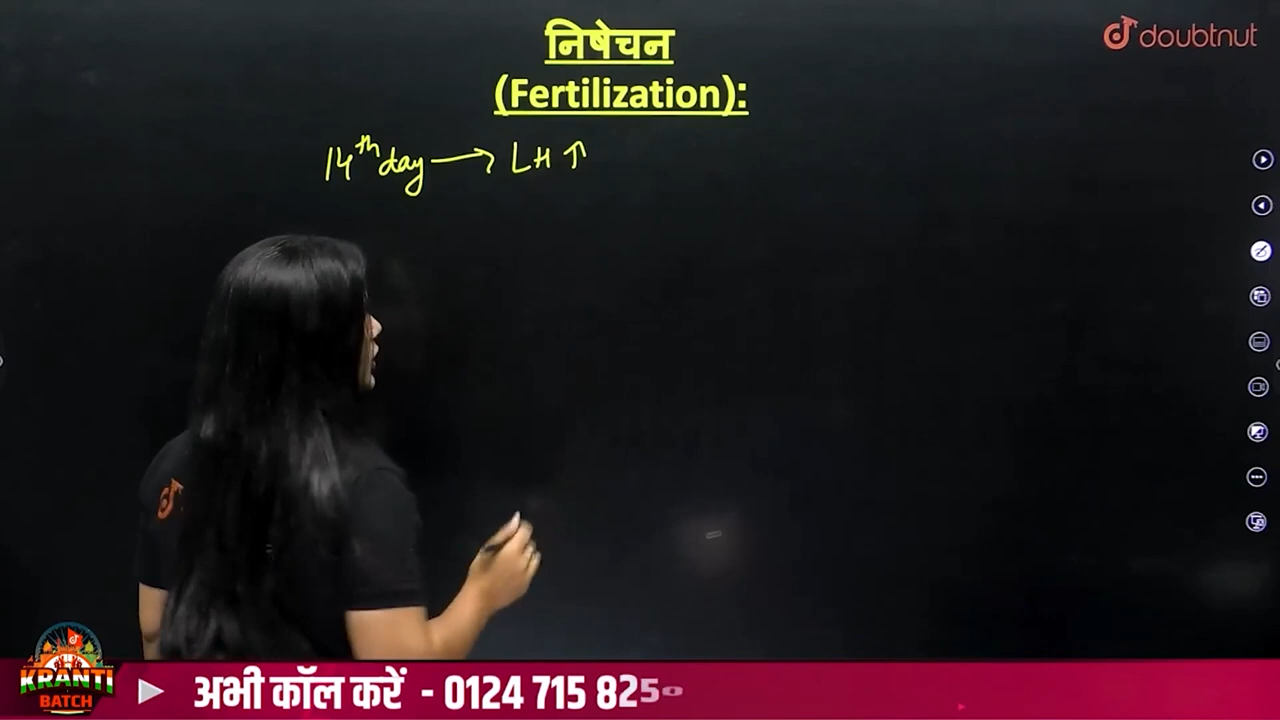 निषेचन
doubtnut
(Fertilization):
14th day → LH ↑
KRANTI
BATCH
अभी कॉल करें - 0124 715 825